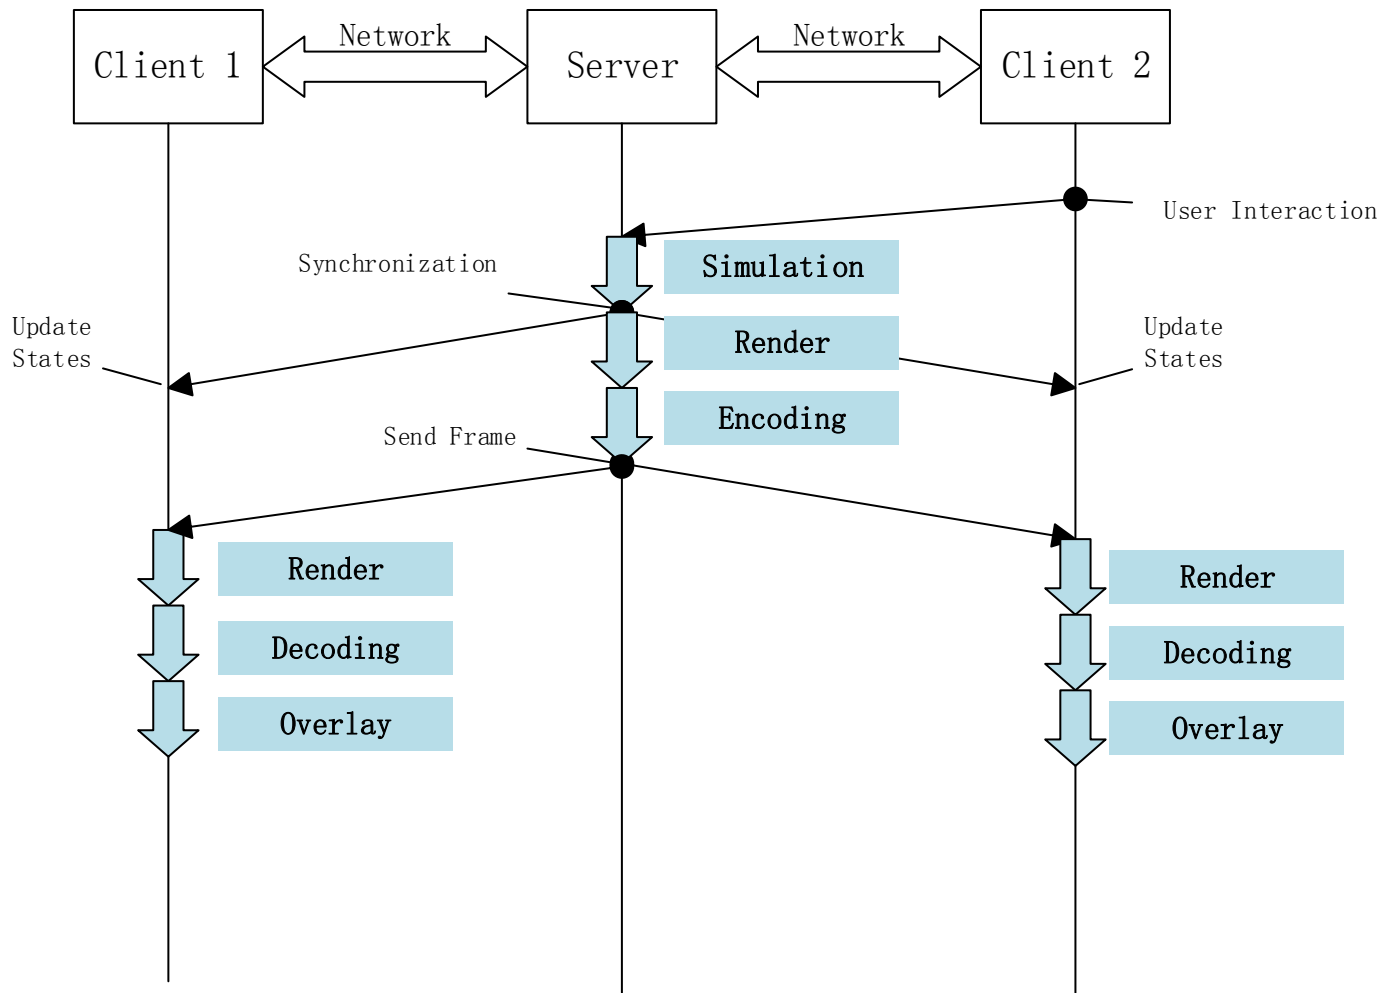 Client 1
Network
Server
Network
Client 2
User Interaction
Simulation
Synchronization
Update
States
Render
Update
States
Encoding
Send Frame
Render
Decoding
Overlay
Render
Decoding
Overlay